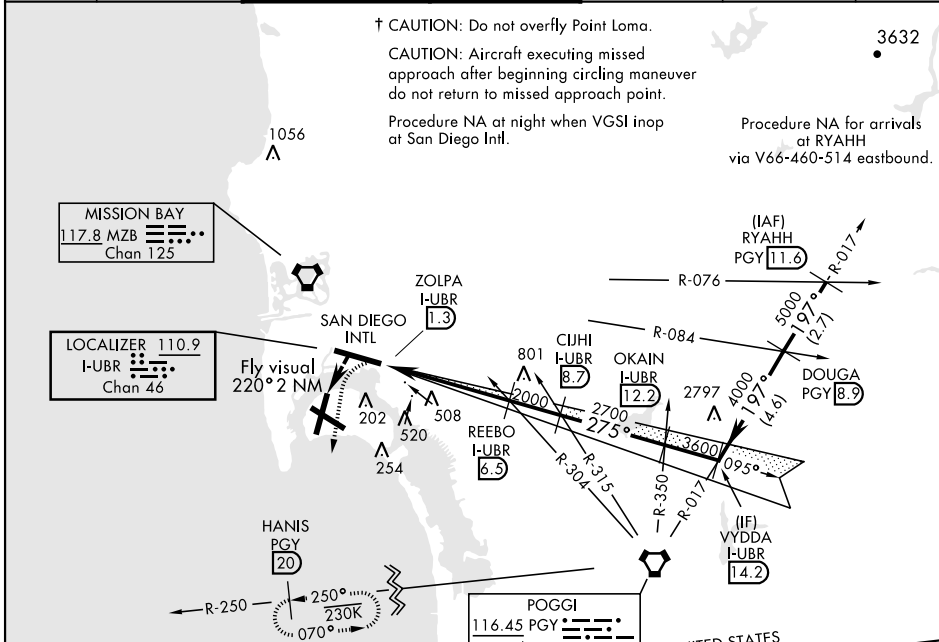 † CAUTION: Do not overfly Point Loma.
CAUTION: Aircraft executing missed
approach after beginning circling maneuver
do not return to missed approach point.
Procedure NA at night when VGSI inop
at San Diego Intl.
3632
Procedure NA for arrivals
at RYAHH
via V66-460-514 eastbound.
1056
MISSION BAY
117.8 MZB
Chan 125
(IAF)
RYAHH
PGY 11.6
R-017
R-076
5000
197°
(2.7)
ZOLPA
I-UBR
1.3
SAN DIEGO
INTL
LOCALIZER 110.9
I-UBR
Chan 46
Fly visual
220° 2 NM
R-084
DOUGA
PGY 8.9
4000
197°
(4.6)
801
CIJHI
I-UBR
8.7
OKAIN
I-UBR
12.2
2797
2000
2700
275°
3600
095°
202
508
520
254
REEBO
I-UBR
6.5
R-304
R-315
R-350
R-017
(IF)
VYDDA
I-UBR
14.2
HANIS
PGY
20
R-250
250°
230K
070°
POGGI
116.45 PGY
UNITED STATES